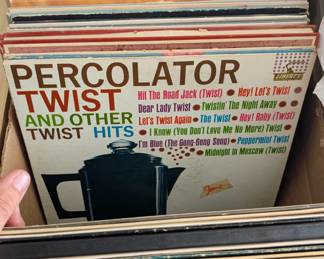 LIBERTY
PERCOLATOR
TWIST
AND OTHER
TWIST HITS
Hit The Road Jack (Twist) • Hey! Let's Twist •
Dear Lady Twist • Twistin' The Night Away •
Let's Twist Again • The Twist • Hey! Baby (Twist)
• I Know (You Don't Love Me No More) Twist •
I'm Blue (The Gong-Gong Song) • Peppermint Twist
• Midnight In Moscow (Twist)